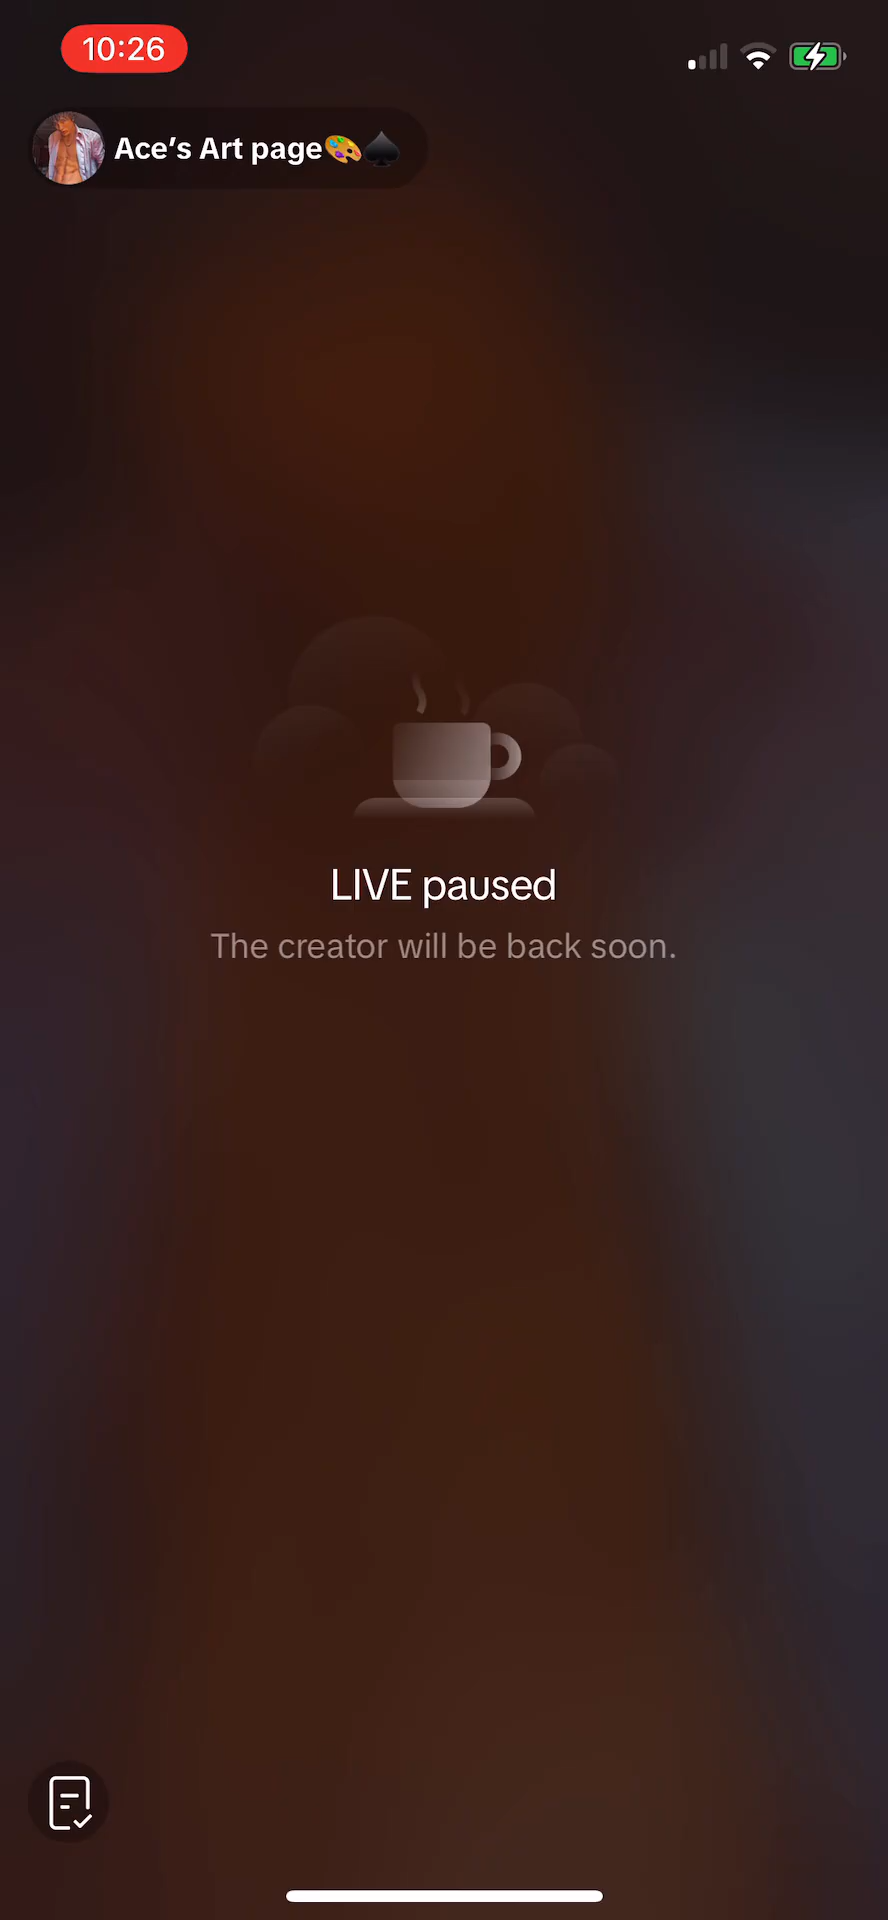 10:26
Ace’s Art page🎨♠️
LIVE paused
The creator will be back soon.